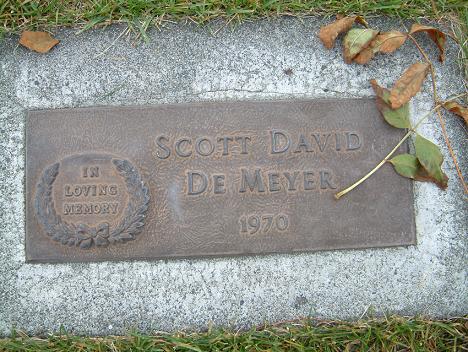 IN
LOVING
MEMORY
SCOTT DAVID
DE MEYER
1970